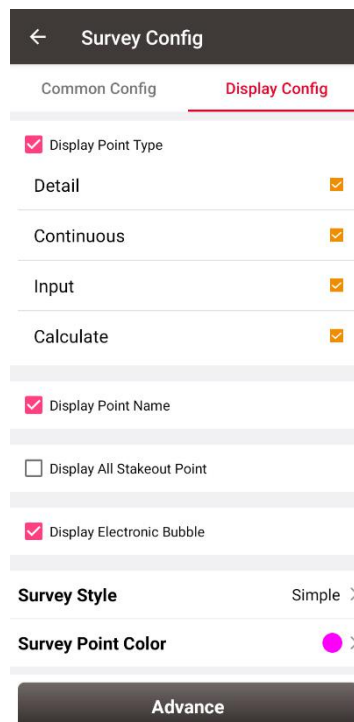 Survey Config
Common Config Display Config
Display Point Type
Detail
Continuous
Input
Calculate
Display Point Name
Display All Stakeout Point
Display Electronic Bubble
Survey Style Simple
Survey Point Color
Advance